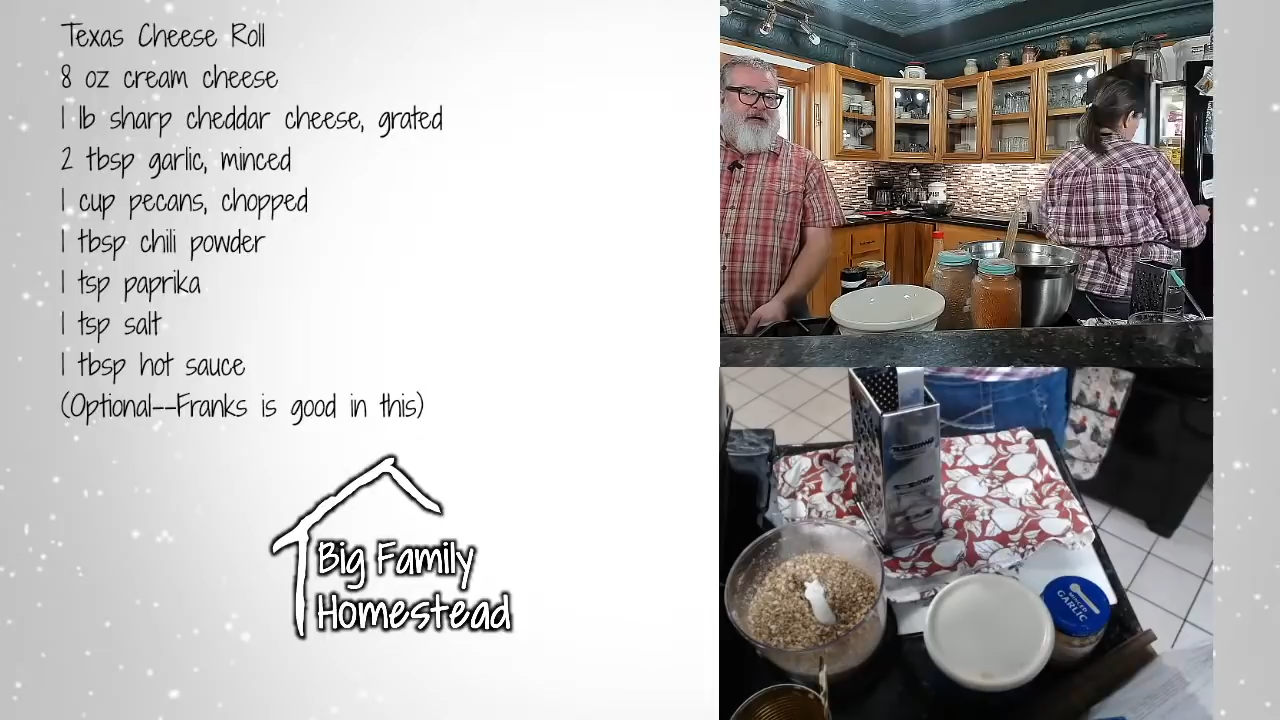 Texas Cheese Roll
8 oz cream cheese
1 lb sharp cheddar cheese, grated
2 tbsp garlic, minced
1 cup pecans, chopped
1 tbsp chili powder
1 tsp paprika
1 tsp salt
1 tbsp hot sauce
(Optional--Franks is good in this)
Big Family
Homestead
MINCED
GARLIC